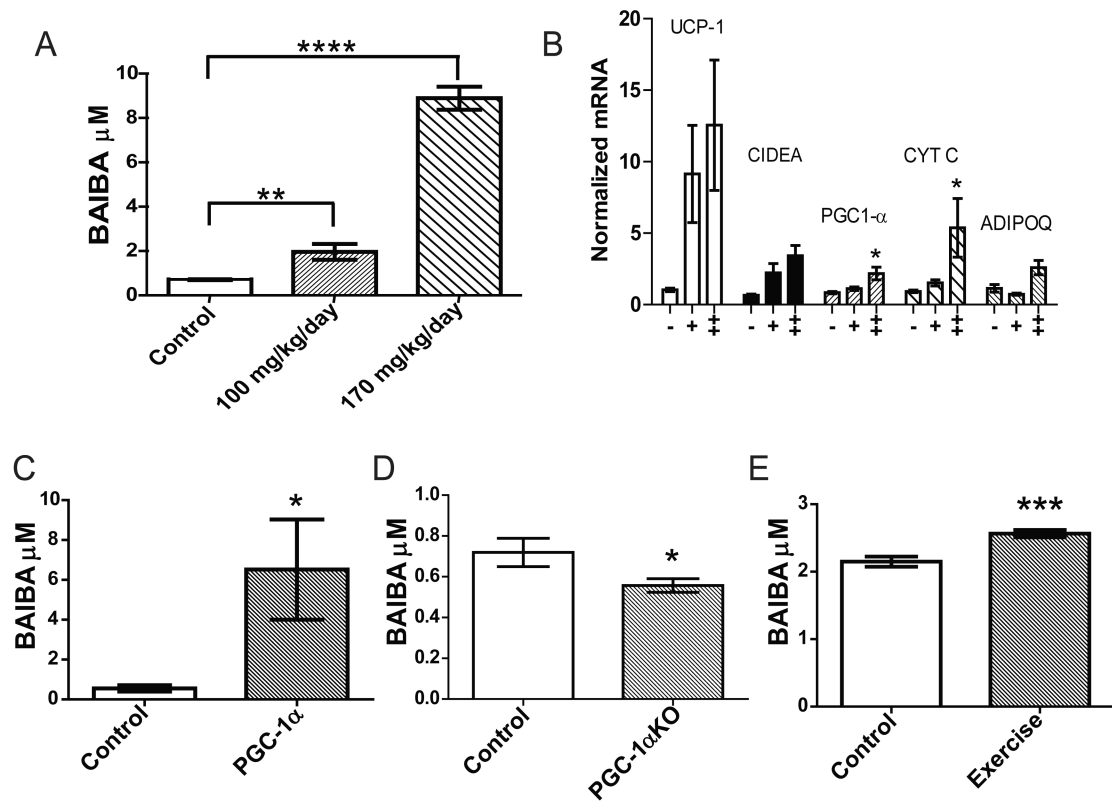 A
BAIBA μM
10
8
6
4
2
0
****
**
Control
100 mg/kg/day
170 mg/kg/day
B
Normalized mRNA
20
15
10
5
0
UCP-1
CIDEA
PGC1-α
CYT C
ADIPOQ
*
*
- + ++ - + ++ - + ++ - + ++ - + ++
C
BAIBA μM
10
8
6
4
2
0
*
Control
PGC-1α
D
BAIBA μM
1.0
0.8
0.6
0.4
0.2
0.0
*
Control
PGC-1αKO
E
BAIBA μM
3
2
1
0
***
Control
Exercise